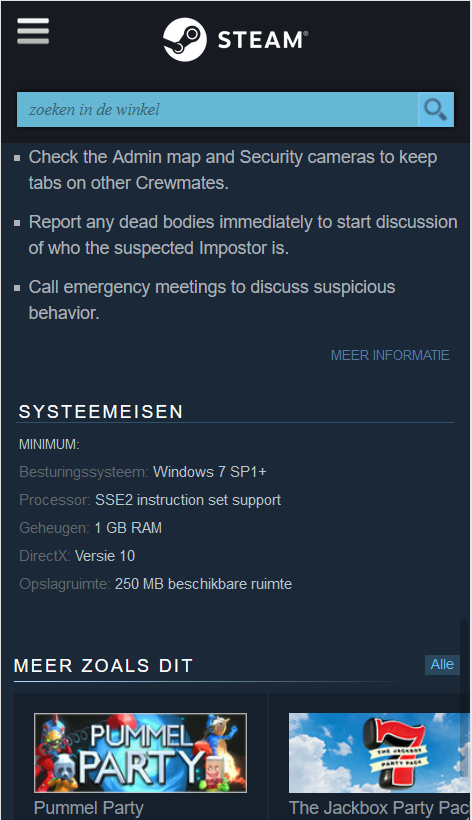 STEAM®
zoeken in de winkel
Check the Admin map and Security cameras to keep
tabs on other Crewmates.
Report any dead bodies immediately to start discussion
of who the suspected Impostor is.
Call emergency meetings to discuss suspicious
behavior.
MEER INFORMATIE
SYSTEEMEISEN
MINIMUM:
Besturingssysteem: Windows 7 SP1+
Processor: SSE2 instruction set support
Geheugen: 1 GB RAM
DirectX: Versie 10
Opslagruimte: 250 MB beschikbare ruimte
MEER ZOALS DIT
Alle
PUMMEL
PARTY
THE JACKBOX
PARTY PACK
7
Pummel Party
The Jackbox Party Pac